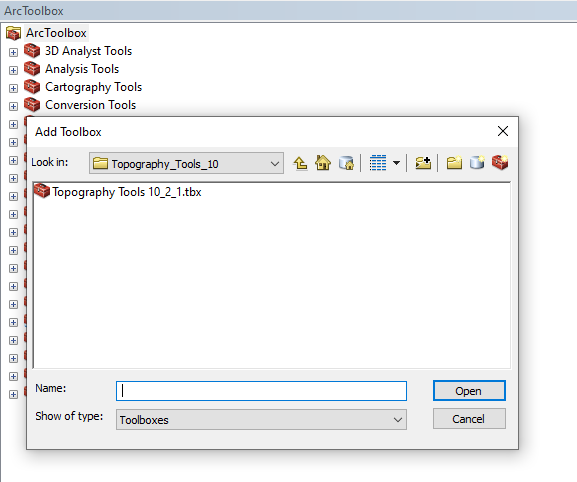 ArcToolbox
ArcToolbox
3D Analyst Tools
Analysis Tools
Cartography Tools
Conversion Tools
Add Toolbox
Look in: Topography_Tools_10
Topography Tools 10_2_1.tbx
Name: Open
Show of type: Toolboxes Cancel